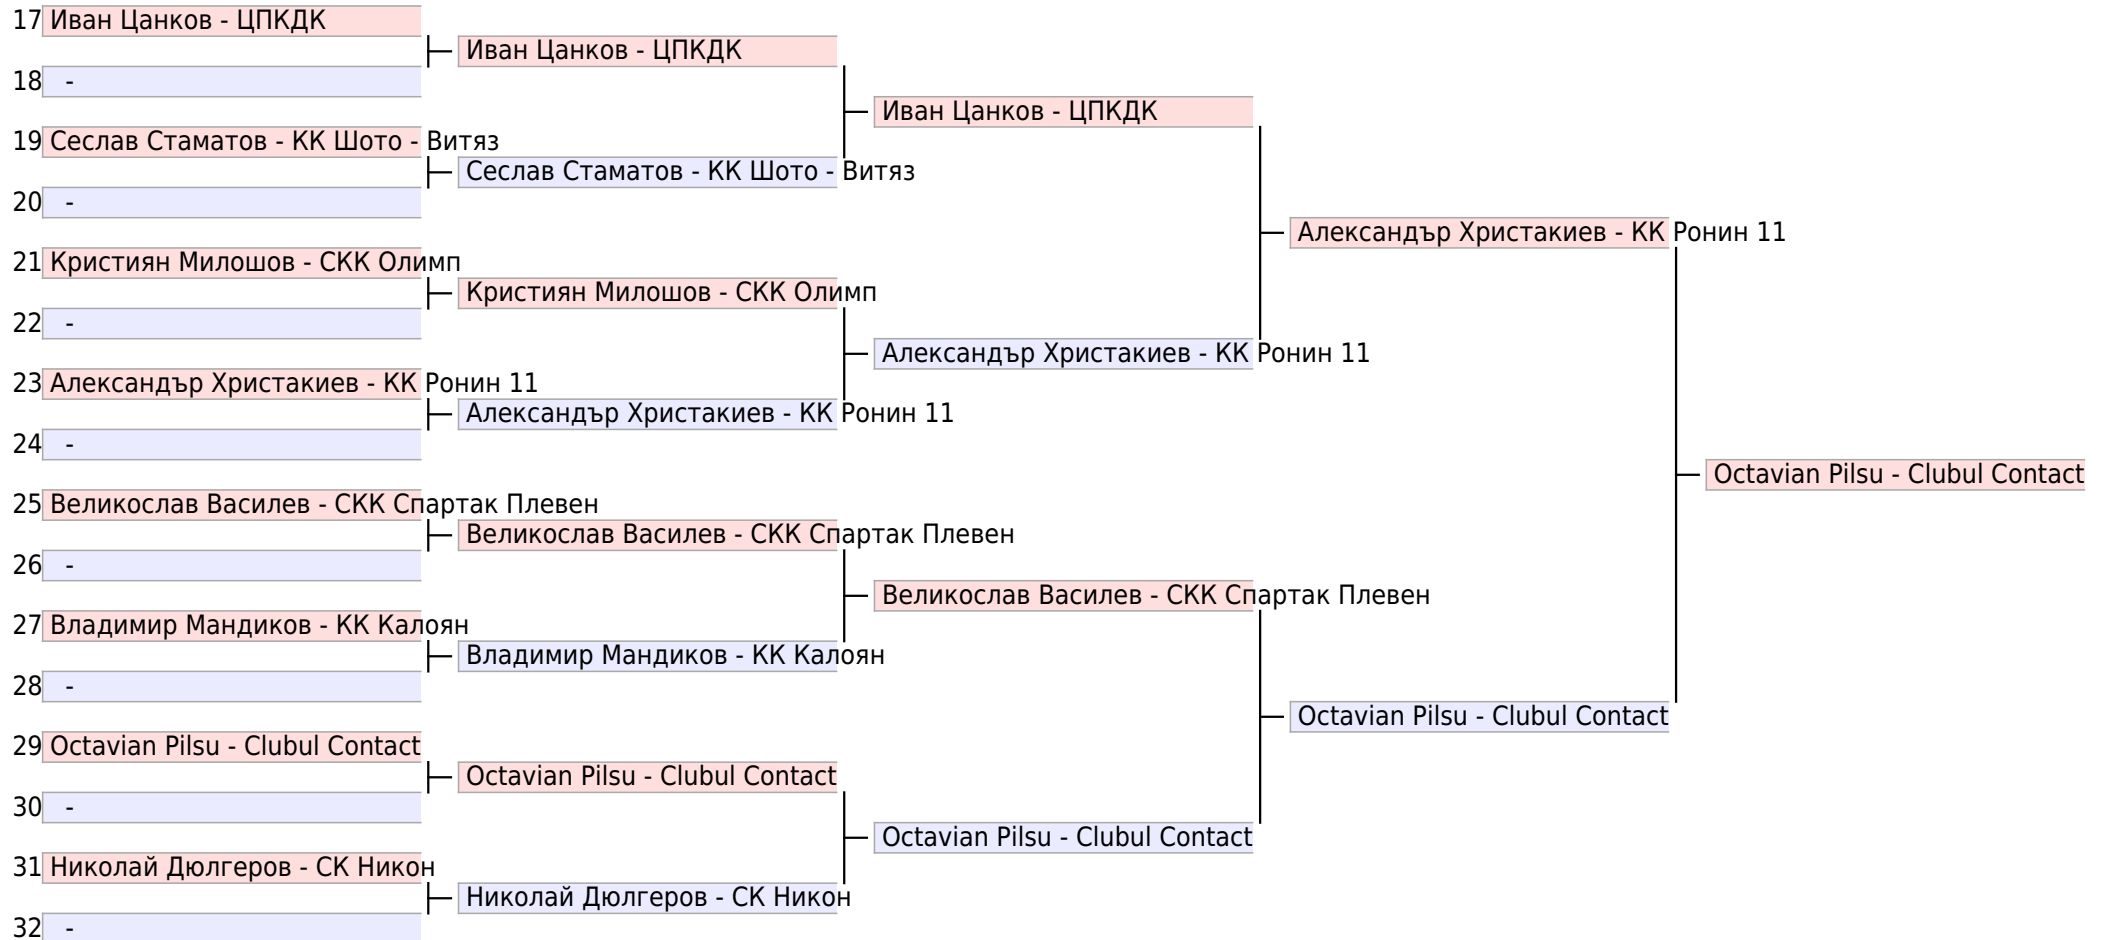 17 Иван Цанков - ЦПКДК
Иван Цанков - ЦПКДК
18 -
Иван Цанков - ЦПКДК
19 Сеслав Стаматов - КК Шото - Витяз
Сеслав Стаматов - КК Шото - Витяз
20 -
Александър Христакиев - КК Ронин 11
21 Кристиян Милошов - СКК Олимп
Кристиян Милошов - СКК Олимп
22 -
Александър Христакиев - КК Ронин 11
23 Александър Христакиев - КК Ронин 11
Александър Христакиев - КК Ронин 11
24 -
Octavian Pilsu - Clubul Contact
25 Великослав Василев - СКК Спартак Плевен
Великослав Василев - СКК Спартак Плевен
26 -
Великослав Василев - СКК Спартак Плевен
27 Владимир Мандиков - КК Калоян
Владимир Мандиков - КК Калоян
28 -
Octavian Pilsu - Clubul Contact
29 Octavian Pilsu - Clubul Contact
Octavian Pilsu - Clubul Contact
30 -
Octavian Pilsu - Clubul Contact
31 Николай Дюлгеров - СК Никон
Николай Дюлгеров - СК Никон
32 -